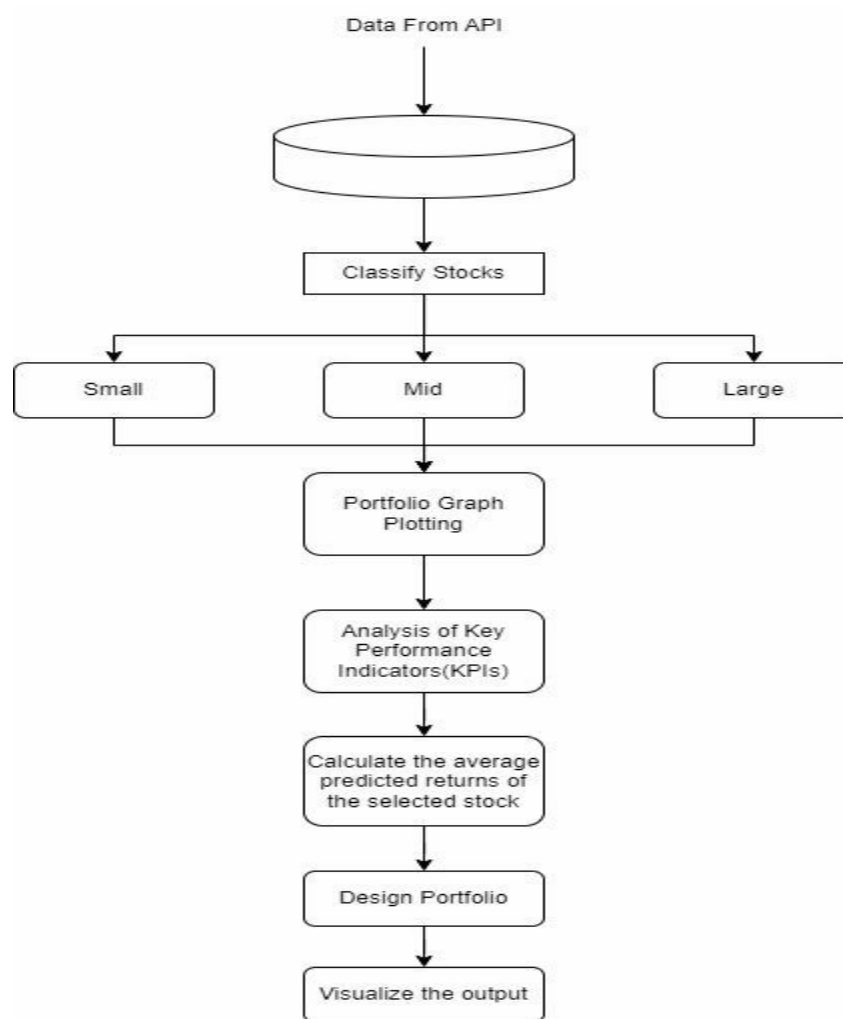 Data From API
Classify Stocks
Small
Mid
Large
Portfolio Graph
Plotting
Analysis of Key
Performance
Indicators(KPIs)
Calculate the average
predicted returns of
the selected stock
Design Portfolio
Visualize the output